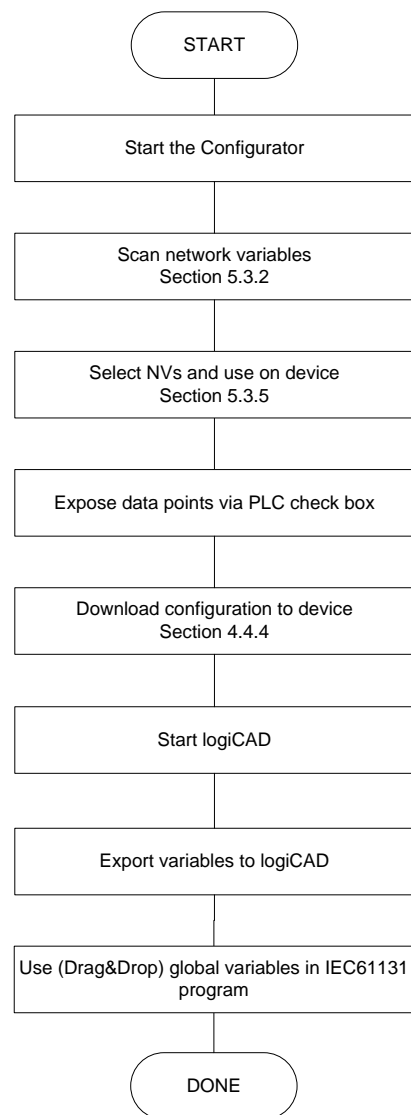 START
Start the Configurator
Scan network variables
Section 5.3.2
Select NVs and use on device
Section 5.3.5
Expose data points via PLC check box
Download configuration to device
Section 4.4.4
Start logiCAD
Export variables to logiCAD
Use (Drag&Drop) global variables in IEC61131
program
DONE